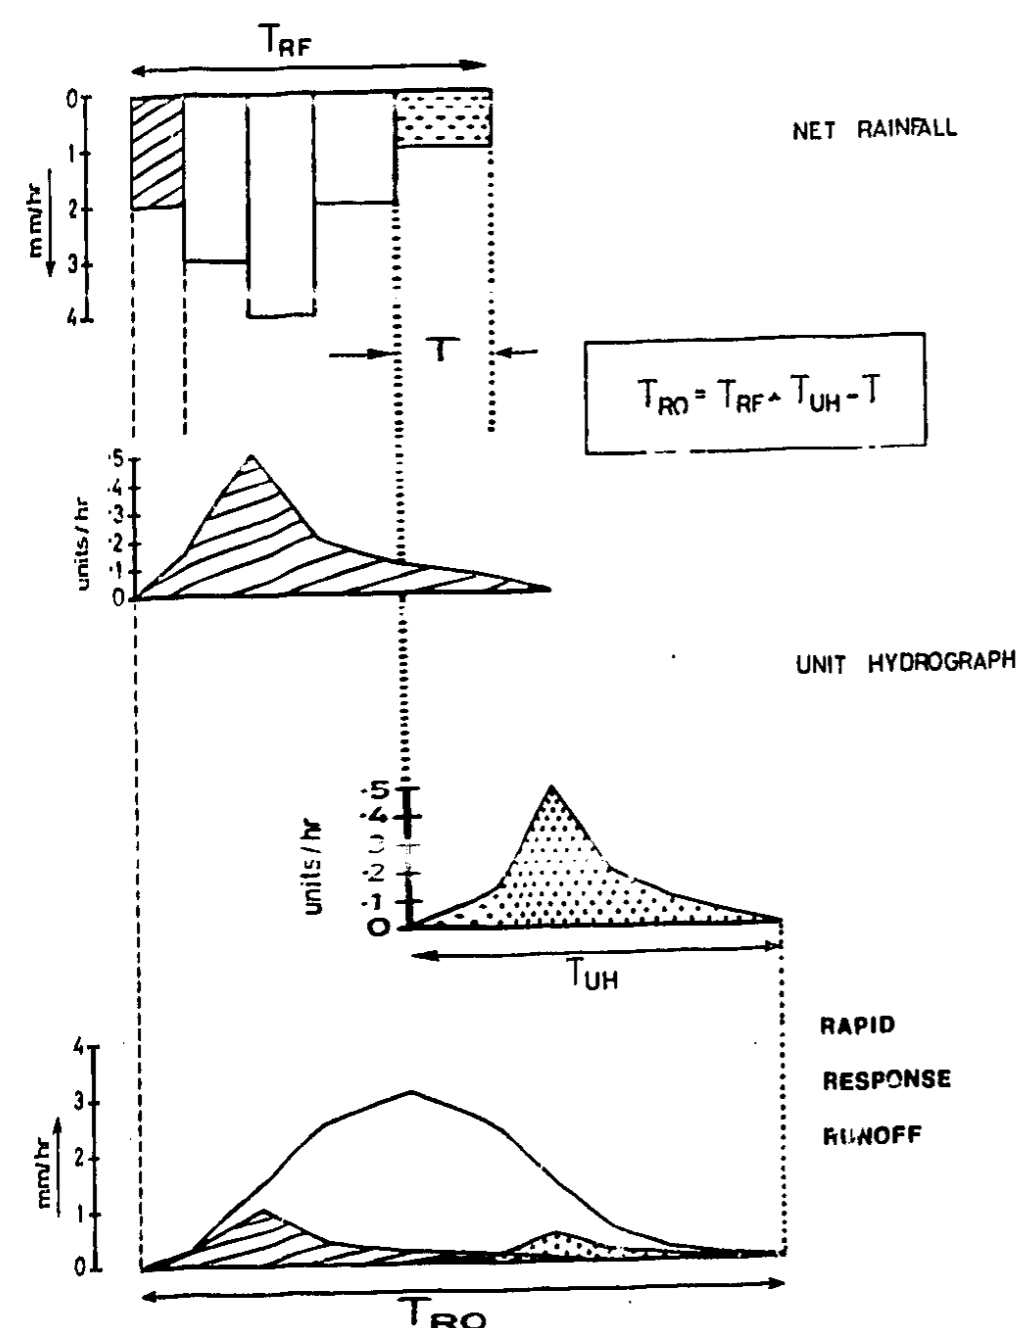 TRF
NET RAINFALL
0
1
2
3
4
mm/hr
T
TRO = TRF + TUH - T
.5
.4
.3
.2
.1
0
units/hr
UNIT HYDROGRAPH
.5
.4
.2
.1
0
units/hr
TUH
RAPID
RESPONSE
RUNOFF
4
3
2
1
0
mm/hr
TRO